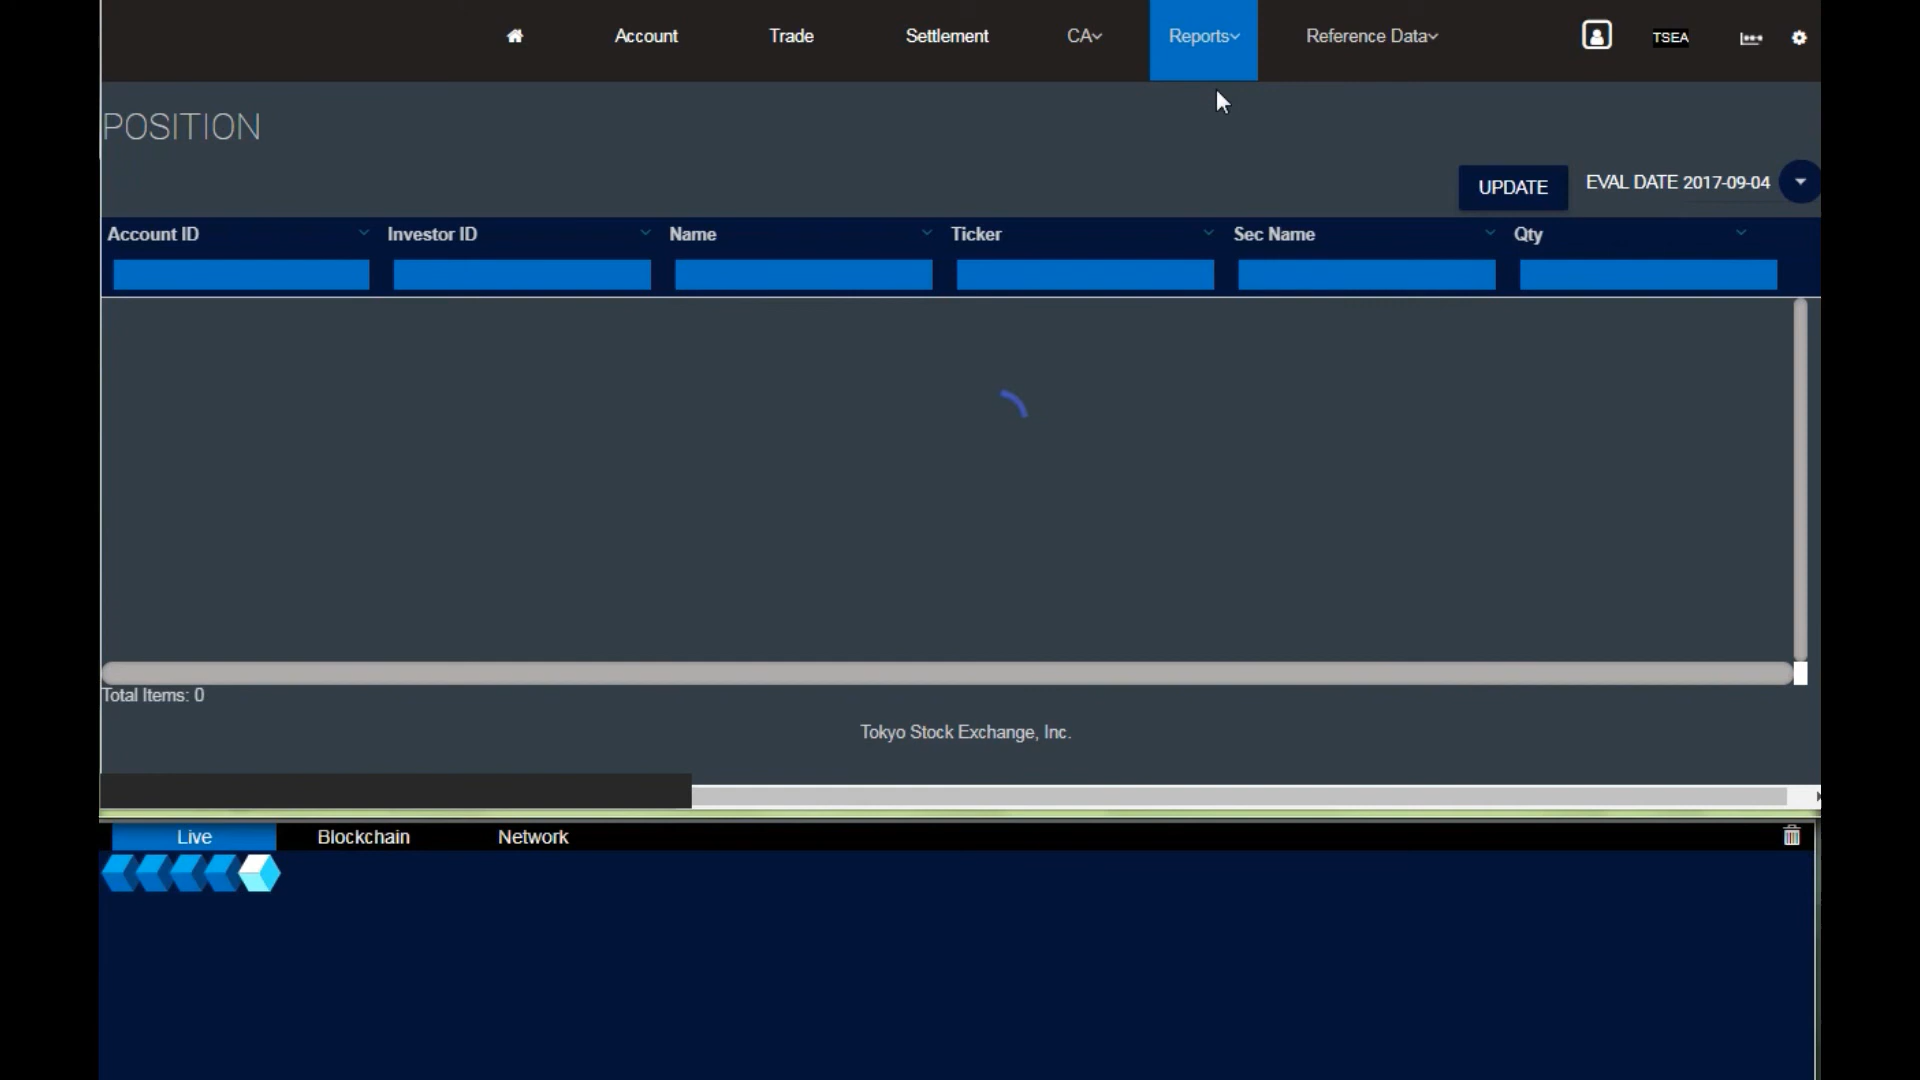 Account Trade Settlement CA Reports Reference Data TSEA
POSITION
UPDATE EVAL DATE 2017-09-04
Account ID Investor ID Name Ticker Sec Name Qty
Total Items: 0
Tokyo Stock Exchange, Inc.
Live Blockchain Network